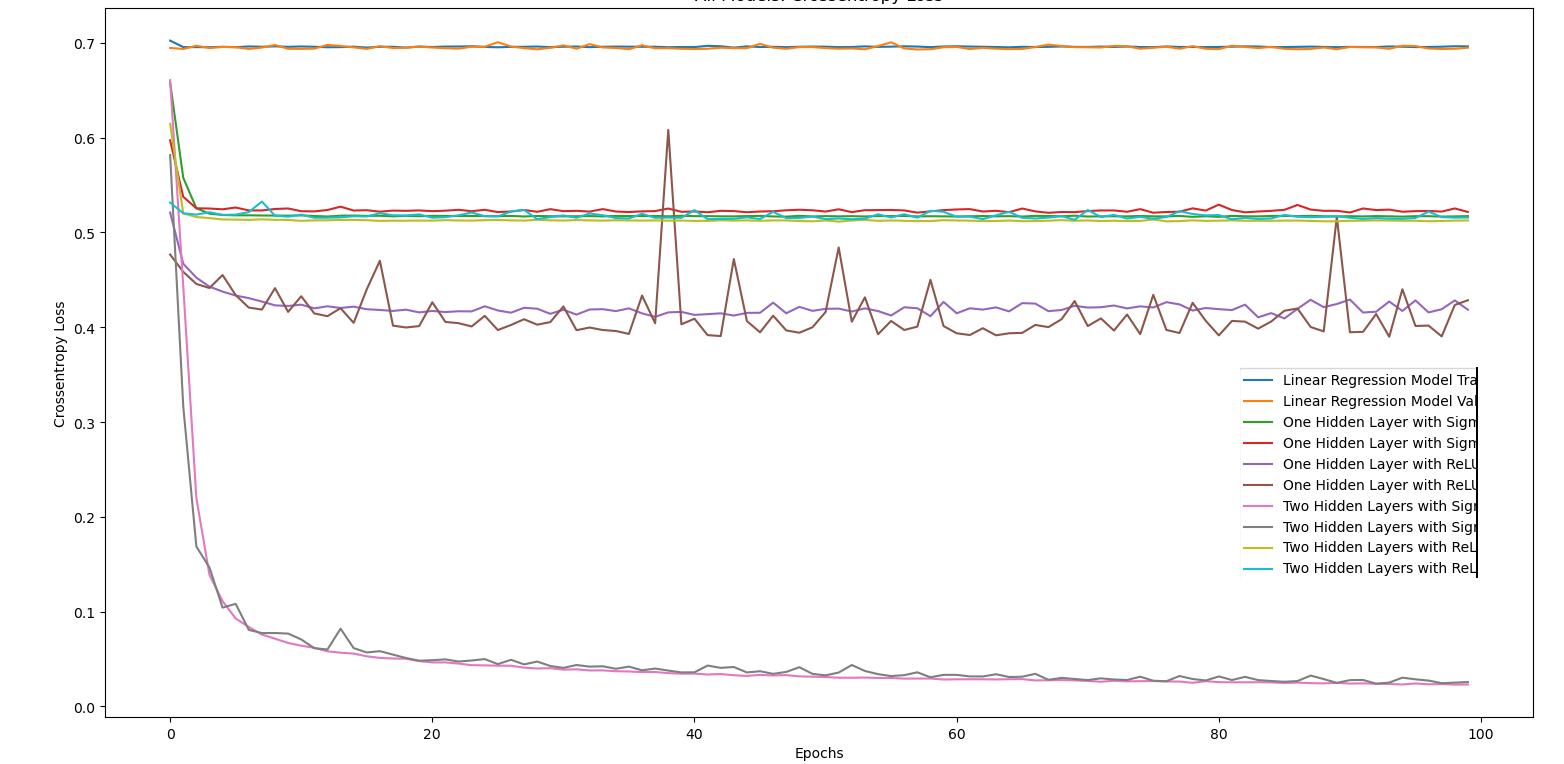 All Models: Crossentropy Loss
0.7
0.6
0.5
0.4
0.3
0.2
0.1
0.0
Crossentropy Loss
0 20 40 60 80 100
Epochs
Linear Regression Model Tra
Linear Regression Model Val
One Hidden Layer with Sigm
One Hidden Layer with Sigm
One Hidden Layer with ReLU
One Hidden Layer with ReLU
Two Hidden Layers with Sigm
Two Hidden Layers with Sigm
Two Hidden Layers with ReL
Two Hidden Layers with ReL